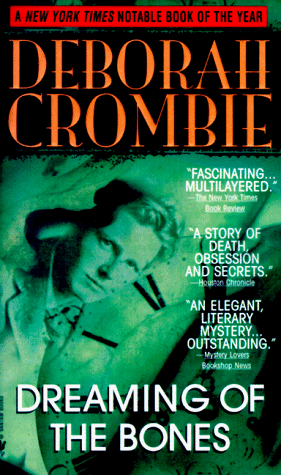 A NEW YORK TIMES NOTABLE BOOK OF THE YEAR
DEBORAH
CROMBIE
"FASCINATING...
MULTILAYERED."
—The New York Times
Book Review
"A STORY OF
DEATH,
OBSESSION
AND SECRETS."
—Houston Chronicle
"AN ELEGANT,
LITERARY
MYSTERY...
OUTSTANDING."
—Mystery Lovers
Bookshop News
DREAMING OF
THE BONES